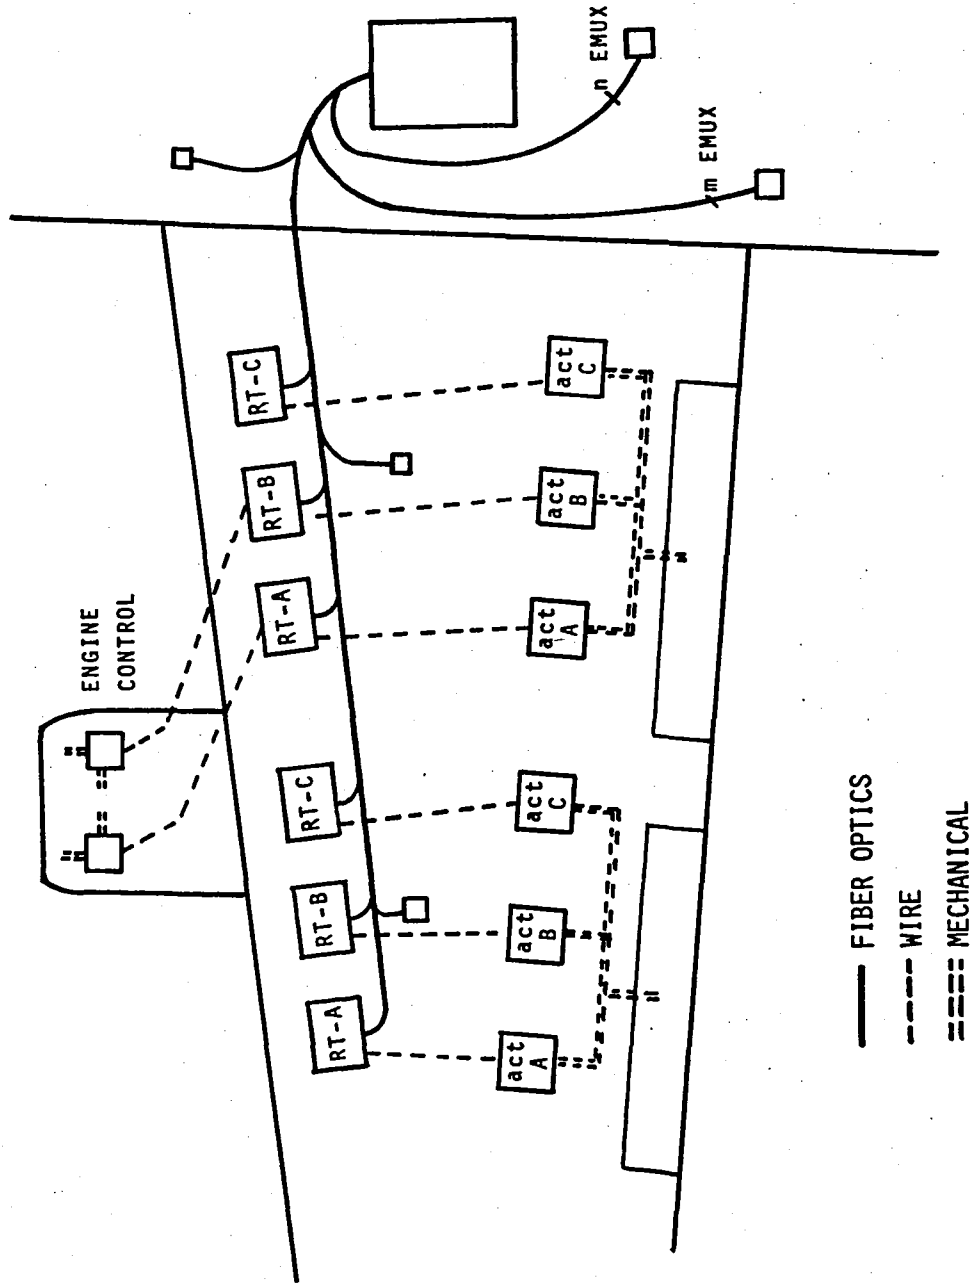 n EMUX
m EMUX
ENGINE
CONTROL
RT-A
RT-B
RT-C
RT-A
RT-B
RT-C
act
A
act
B
act
C
act
A
act
B
act
C
FIBER OPTICS
WIRE
MECHANICAL